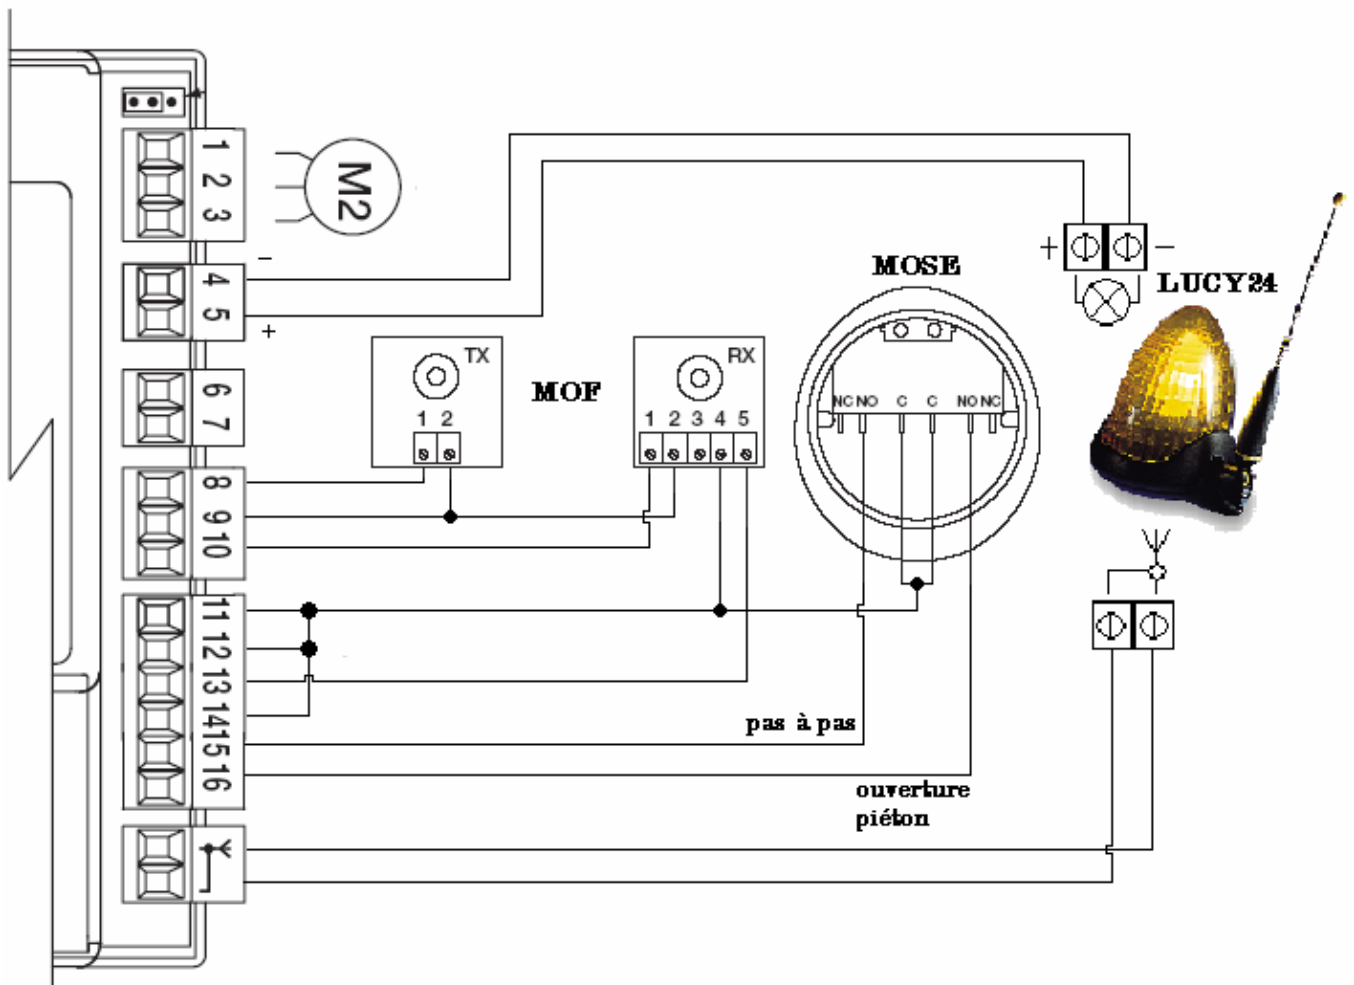 1
2
3
M2
4
5
−
+
6
7
8
9
10
11
12
13
14
15
16
TX
1 2
MOF
RX
1 2 3 4 5
MOSE
NC NO C C NO NC
+ −
LUCY24
pas à pas
ouverture
piéton